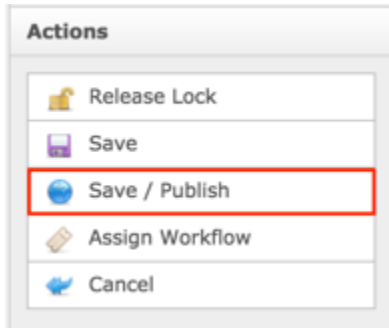 Actions
Release Lock
Save
Save / Publish
Assign Workflow
Cancel